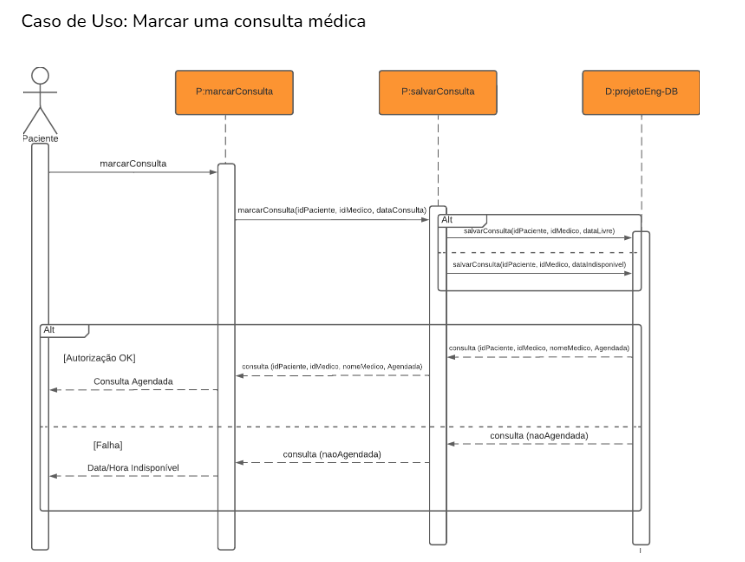 Caso de Uso: Marcar uma consulta médica
P:marcarConsulta
P:salvarConsulta
D:projetoEng-DB
Paciente
marcarConsulta
marcarConsulta(idPaciente, idMedico, dataConsulta)
Alt
salvarConsulta(idPaciente, idMedico, dataLivre)
salvarConsulta(idPaciente, idMedico, dataIndisponivel)
Alt
consulta (idPaciente, idMedico, nomeMedico, Agendada)
[Autorização OK]
consulta (idPaciente, idMedico, nomeMedico, Agendada)
Consulta Agendada
consulta (naoAgendada)
[Falha]
consulta (naoAgendada)
Data/Hora Indisponível